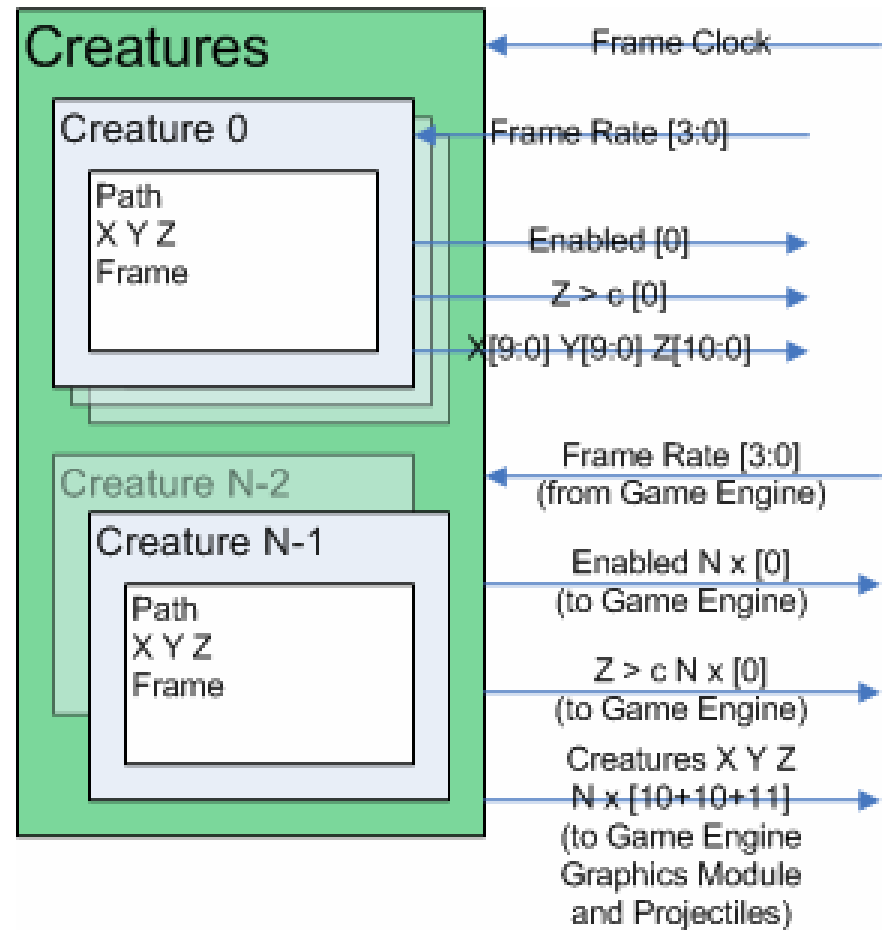 Creatures
Frame Clock
Creature 0
Frame Rate [3:0]
Path
X Y Z
Frame
Enabled [0]
Z > c [0]
X[9:0] Y[9:0] Z[10:0]
Frame Rate [3:0]
(from Game Engine)
Creature N-2
Creature N-1
Enabled N x [0]
(to Game Engine)
Path
X Y Z
Frame
Z > c N x [0]
(to Game Engine)
Creatures X Y Z
N x [10+10+11]
(to Game Engine
Graphics Module
and Projectiles)